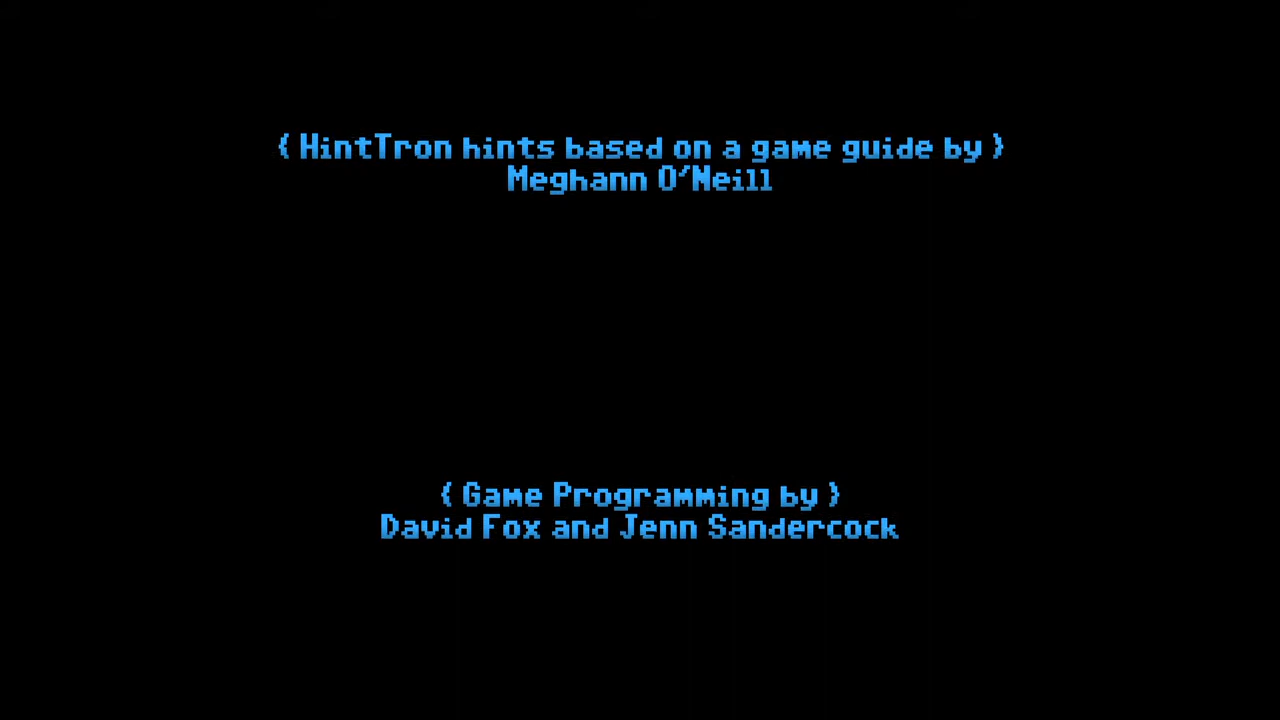 { HintTron hints based on a game guide by }
Meghann O'Neill
{ Game Programming by }
David Fox and Jenn Sandercock